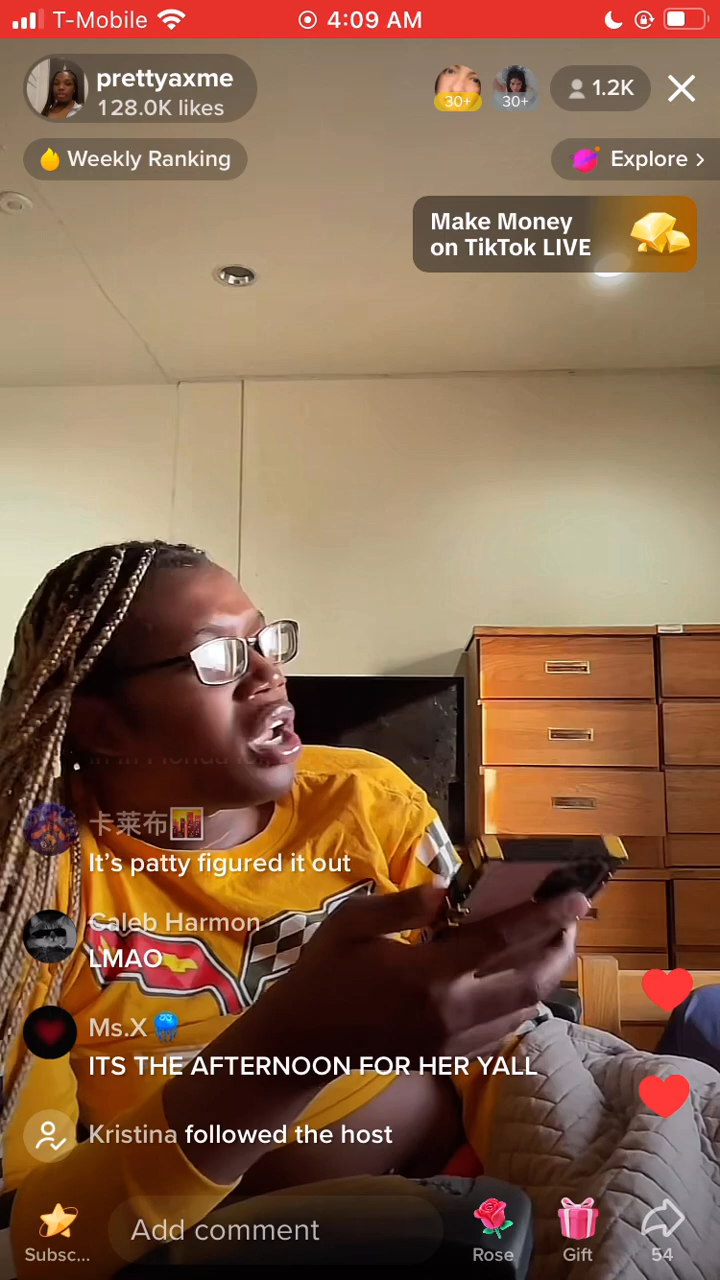 T-Mobile
4:09 AM
prettyaxme
128.0K likes
30+
30+
1.2K
Weekly Ranking
Explore >
Make Money
on TikTok LIVE
卡莱布🌇
It's patty figured it out
Caleb Harmon
LMAO
Ms.X🪼
ITS THE AFTERNOON FOR HER YALL
Kristina followed the host
Subsc...
Add comment
Rose
Gift
54